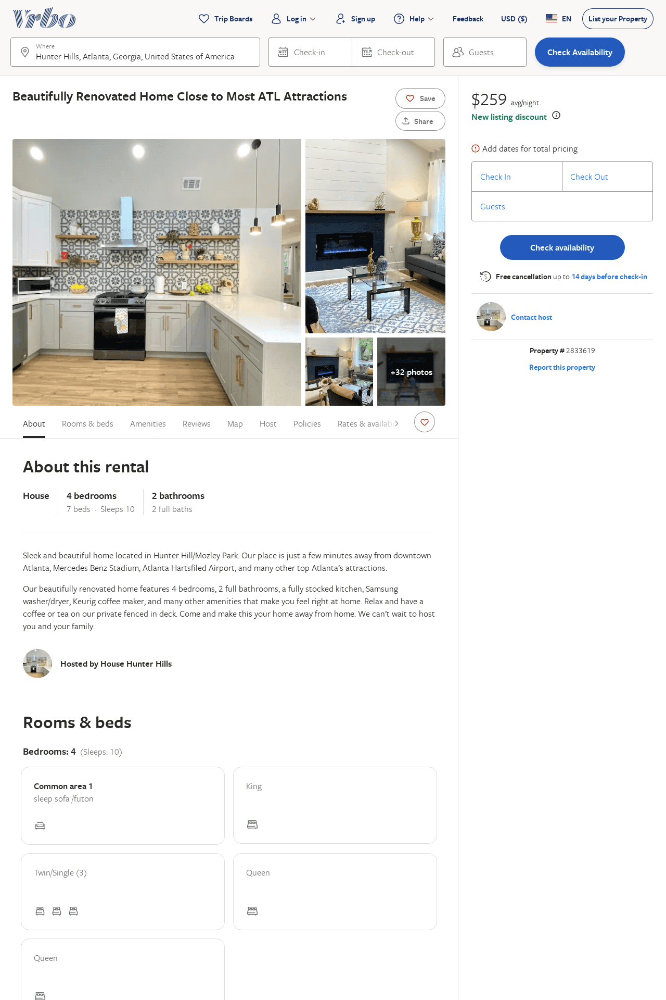 Vrbo
Trip Boards
Log in
Sign up
Help
Feedback
USD ($)
EN
List your Property
Where
Hunter Hills, Atlanta, Georgia, United States of America
Check-in
Check-out
Guests
Check Availability
Beautifully Renovated Home Close to Most ATL Attractions
Save
Share
+32 photos
$259 avg/night
New listing discount
Add dates for total pricing
Check In
Check Out
Guests
Check availability
Free cancellation up to 14 days before check-in
Contact host
Property # 2833619
Report this property
About
Rooms & beds
Amenities
Reviews
Map
Host
Policies
Rates &
About this rental
House
4 bedrooms
7 beds · Sleeps 10
2 bathrooms
2 full baths
Sleek and beautiful home located in Hunter Hill/Mozley Park. Our place is just a few minutes away from downtown
Atlanta, Mercedes Benz Stadium, Atlanta Hartsfiled Airport, and many other top Atlanta’s attractions.
Our beautifully renovated home features 4 bedrooms, 2 full bathrooms, a fully stocked kitchen, Samsung
washer/dryer, Keurig coffee maker, and many other amenities that make you feel right at home. Relax and have a
coffee or tea on our private fenced in deck. Come and make this your home away from home. We can’t wait to host
you and your family.
Hosted by House Hunter Hills
Rooms & beds
Bedrooms: 4 (Sleeps: 10)
Common area 1
sleep sofa /futon
King
Twin/Single (3)
Queen
Queen